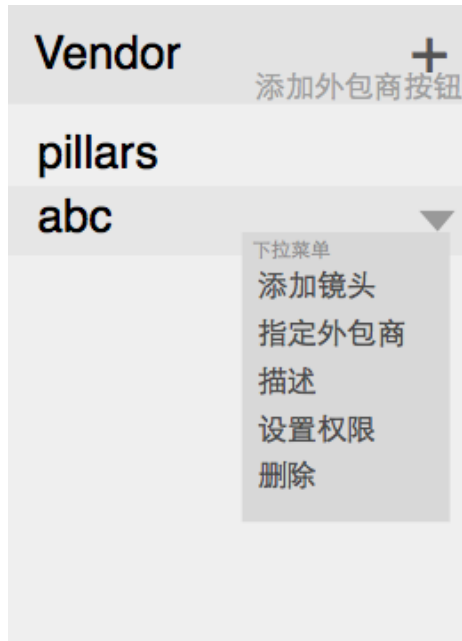 Vendor
+
添加外包商按钮
pillars
abc
下拉菜单
添加镜头
指定外包商
描述
设置权限
删除